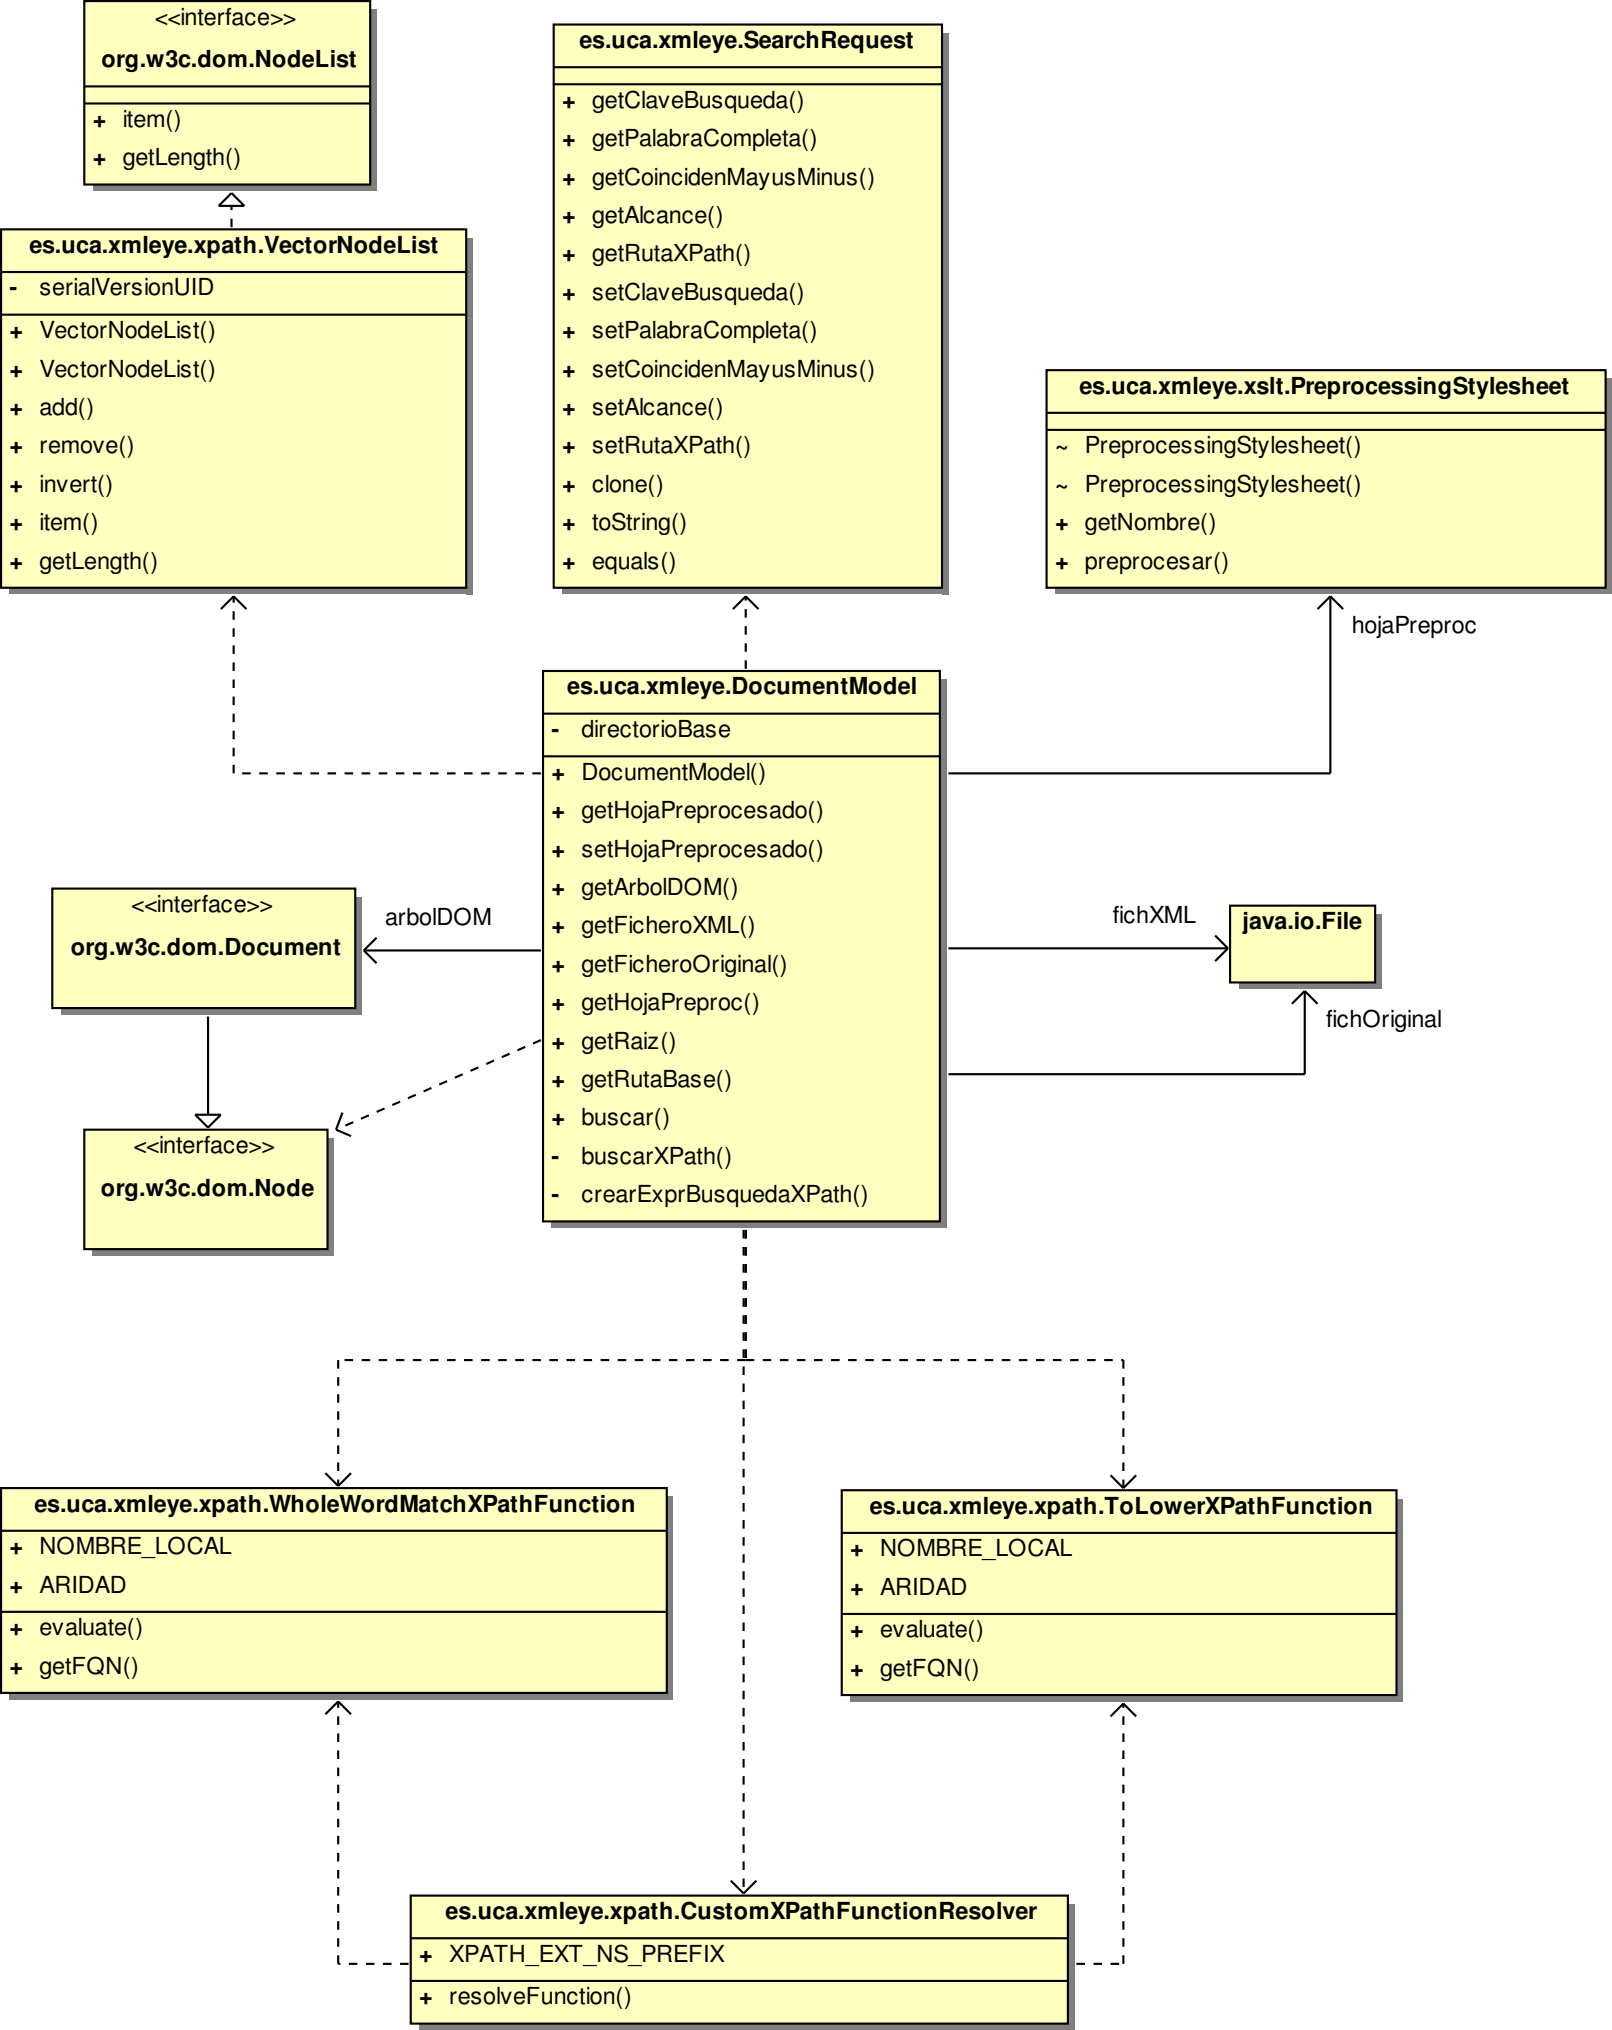 <<interface>>
org.w3c.dom.NodeList
+ item()
+ getLength()
es.uca.xmleye.SearchRequest
+ getClaveBusqueda()
+ getPalabraCompleta()
+ getCoincidenMayusMinus()
+ getAlcance()
+ getRutaXPath()
+ setClaveBusqueda()
+ setPalabraCompleta()
+ setCoincidenMayusMinus()
+ setAlcance()
+ setRutaXPath()
+ clone()
+ toString()
+ equals()
es.uca.xmleye.xpath.VectorNodeList
- serialVersionUID
+ VectorNodeList()
+ VectorNodeList()
+ add()
+ remove()
+ invert()
+ item()
+ getLength()
es.uca.xmleye.xslt.PreprocessingStylesheet
~ PreprocessingStylesheet()
~ PreprocessingStylesheet()
+ getNombre()
+ preprocesar()
hojaPreproc
es.uca.xmleye.DocumentModel
- directorioBase
+ DocumentModel()
+ getHojaPreprocesado()
+ setHojaPreprocesado()
+ getArbolDOM()
+ getFicheroXML()
+ getFicheroOriginal()
+ getHojaPreproc()
+ getRaiz()
+ getRutaBase()
+ buscar()
- buscarXPath()
- crearExprBusquedaXPath()
<<interface>>
org.w3c.dom.Document
arbolDOM
fichXML
java.io.File
fichOriginal
<<interface>>
org.w3c.dom.Node
es.uca.xmleye.xpath.WholeWordMatchXPathFunction
+ NOMBRE_LOCAL
+ ARIDAD
+ evaluate()
+ getFQN()
es.uca.xmleye.xpath.ToLowerXPathFunction
+ NOMBRE_LOCAL
+ ARIDAD
+ evaluate()
+ getFQN()
es.uca.xmleye.xpath.CustomXPathFunctionResolver
+ XPATH_EXT_NS_PREFIX
+ resolveFunction()